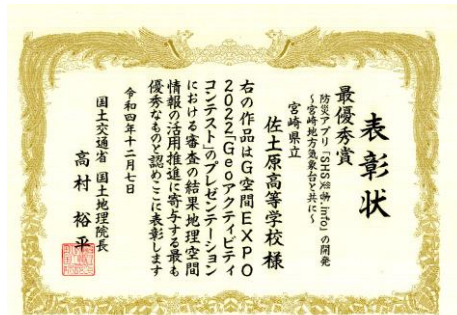 表彰状
最優秀賞
防災アプリ「SHS災害.info」の開発
～宮崎地方気象台と共に～
宮崎県立
佐土原高等学校 様
右の作品はG空間EXPO
2022「Geoアクティビティ
コンテスト」のプレゼンテーション
における審査の結果地理空間
情報の活用推進に寄与する最も
優秀なものと認めここに表彰します
令和四年十二月七日
国土交通省 国土地理院長
高村 裕平